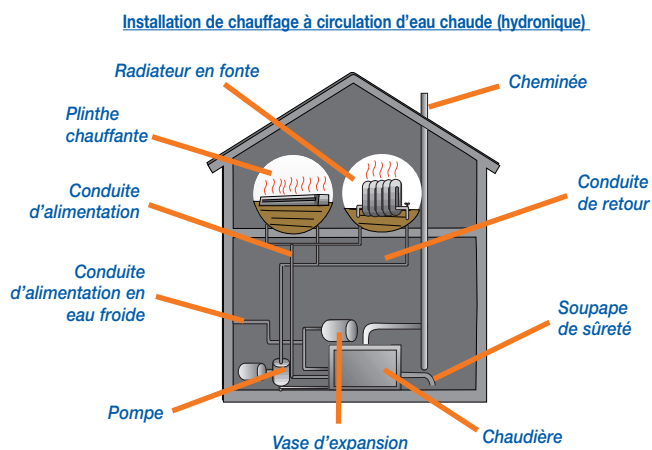 Installation de chauffage à circulation d'eau chaude (hydronique)
Radiateur en fonte
Cheminée
Plinthe
chauffante
Conduite
d'alimentation
Conduite
de retour
Conduite
d'alimentation en
eau froide
Soupape
de sûreté
Pompe
Vase d'expansion
Chaudière